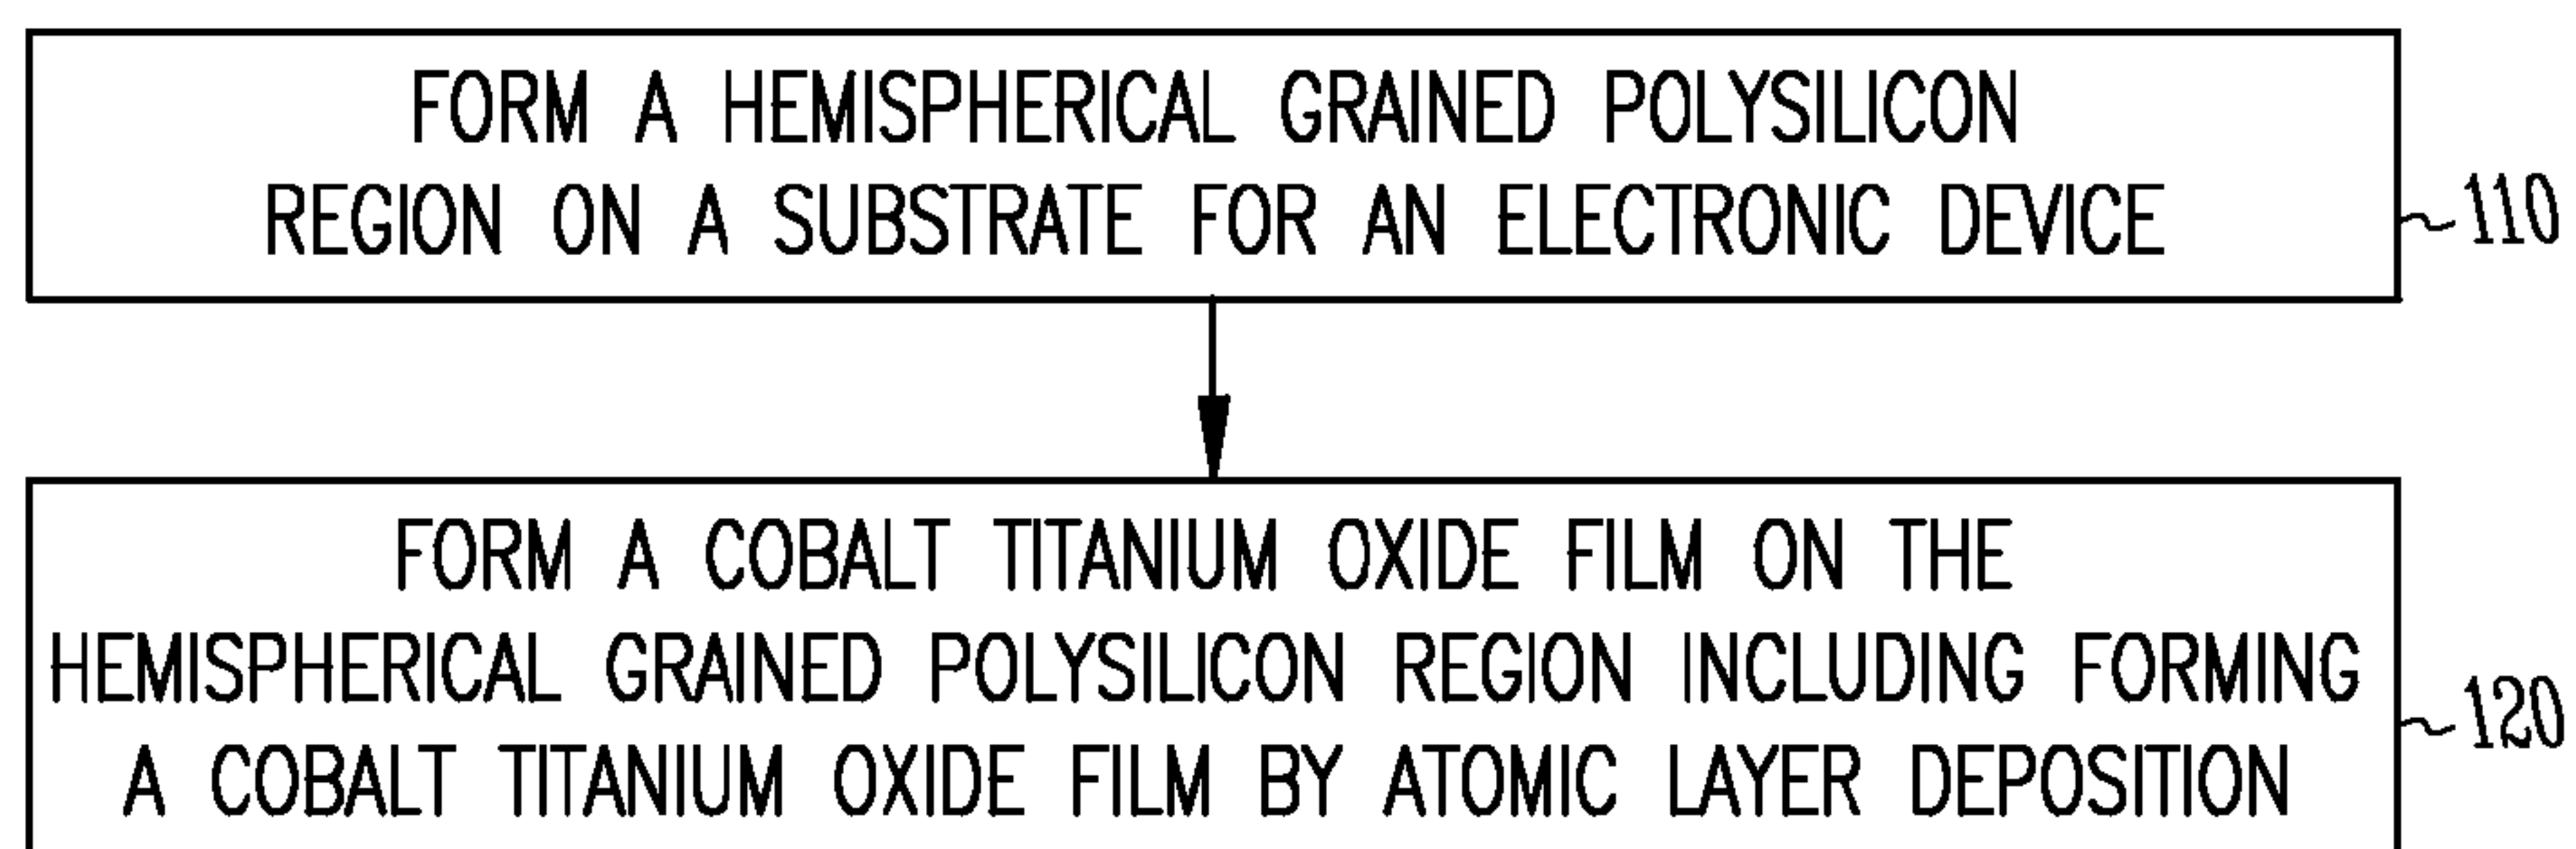 FORM A HEMISPHERICAL GRAINED POLYSILICON
REGION ON A SUBSTRATE FOR AN ELECTRONIC DEVICE
110
FORM A COBALT TITANIUM OXIDE FILM ON THE
HEMISPHERICAL GRAINED POLYSILICON REGION INCLUDING FORMING
A COBALT TITANIUM OXIDE FILM BY ATOMIC LAYER DEPOSITION
120